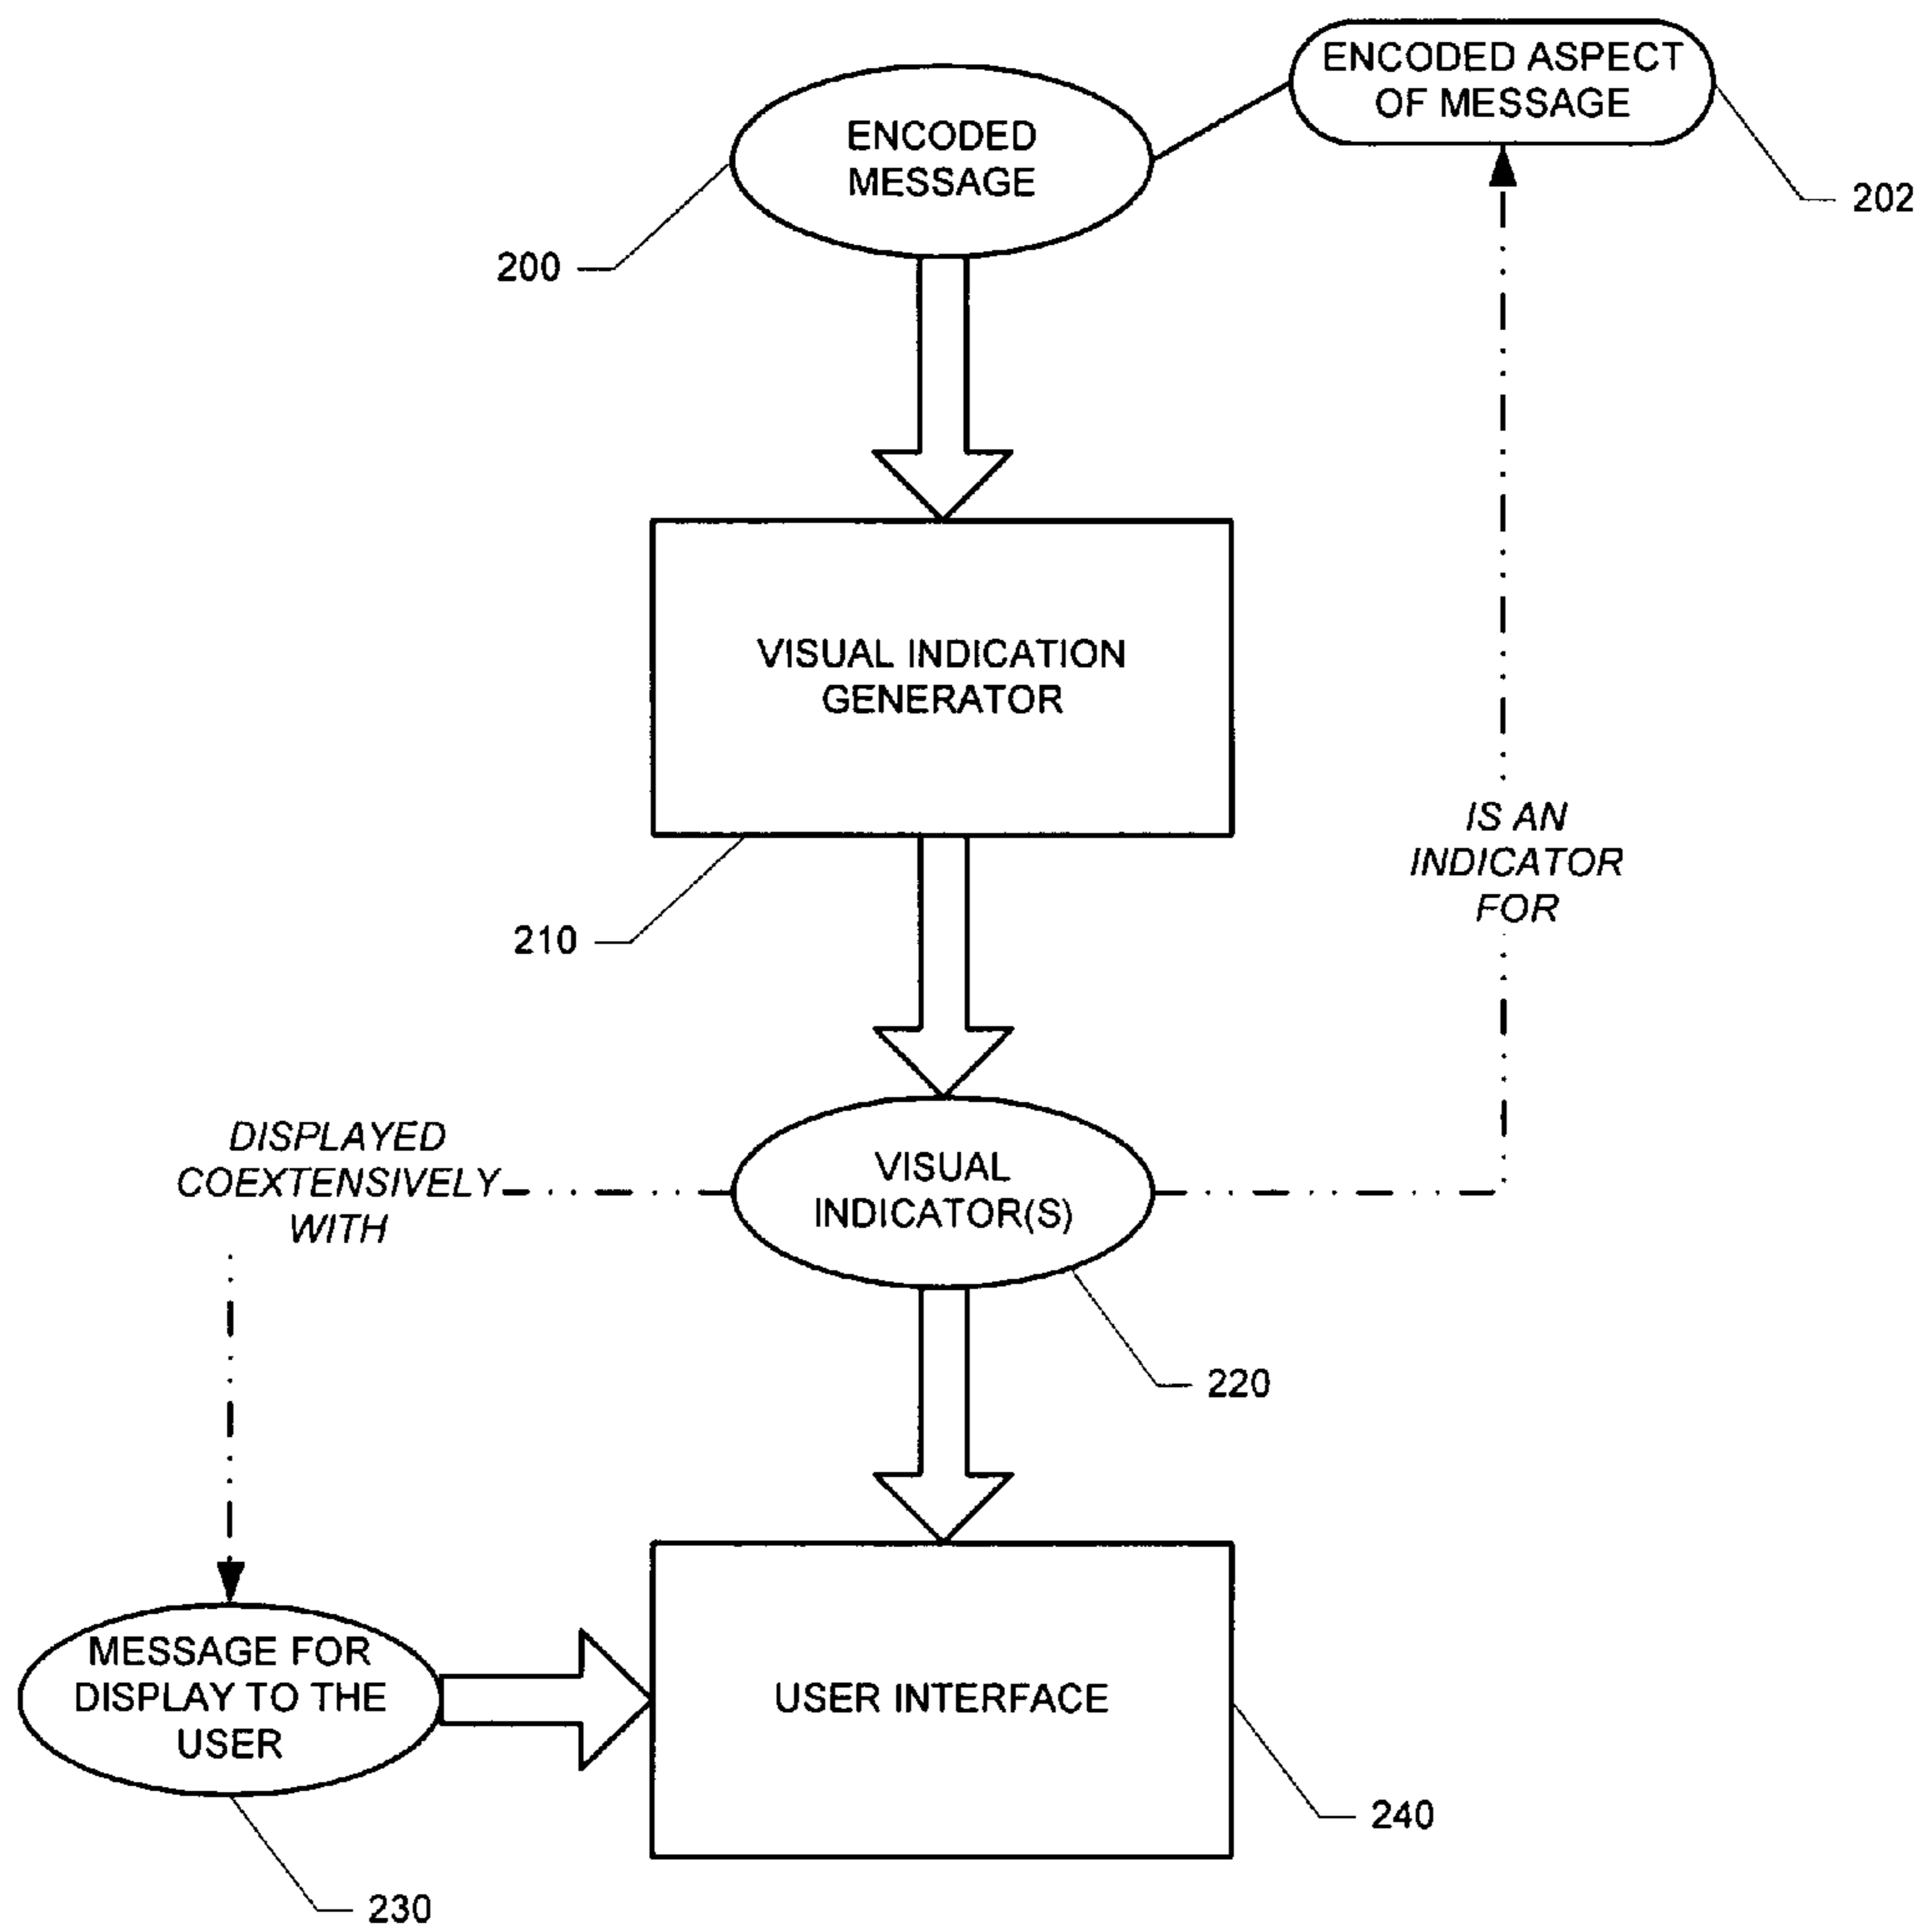 ENCODED ASPECT
OF MESSAGE
ENCODED
MESSAGE
202
200
VISUAL INDICATION
GENERATOR
IS AN
INDICATOR
FOR
210
DISPLAYED
COEXTENSIVELY
WITH
VISUAL
INDICATOR(S)
220
MESSAGE FOR
DISPLAY TO THE
USER
USER INTERFACE
240
230